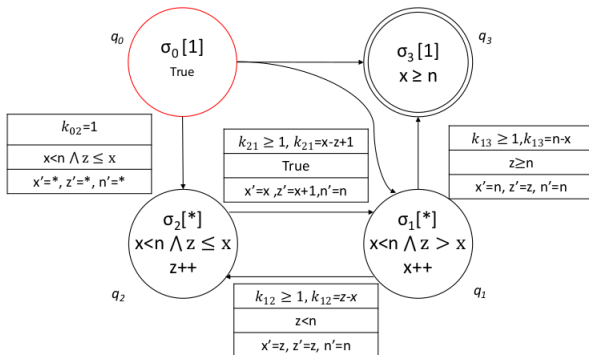 q₀
σ₀ [1]
True
q₃
σ₃ [1]
x ≥ n
k₀₂=1
x<n ⋀ z ≤ x
x'=*, z'=*, n'=*
k₂₁ ≥ 1, k₂₁=x-z+1
True
x'=x ,z'=x+1,n'=n
k₁₃ ≥ 1,k₁₃=n-x
z≥n
x'=n, z'=z, n'=n
σ₂[*]
x<n ⋀ z ≤ x
z++
q₂
σ₁[*]
x<n ⋀ z > x
x++
q₁
k₁₂ ≥ 1, k₁₂=z-x
z<n
x'=z, z'=z, n'=n